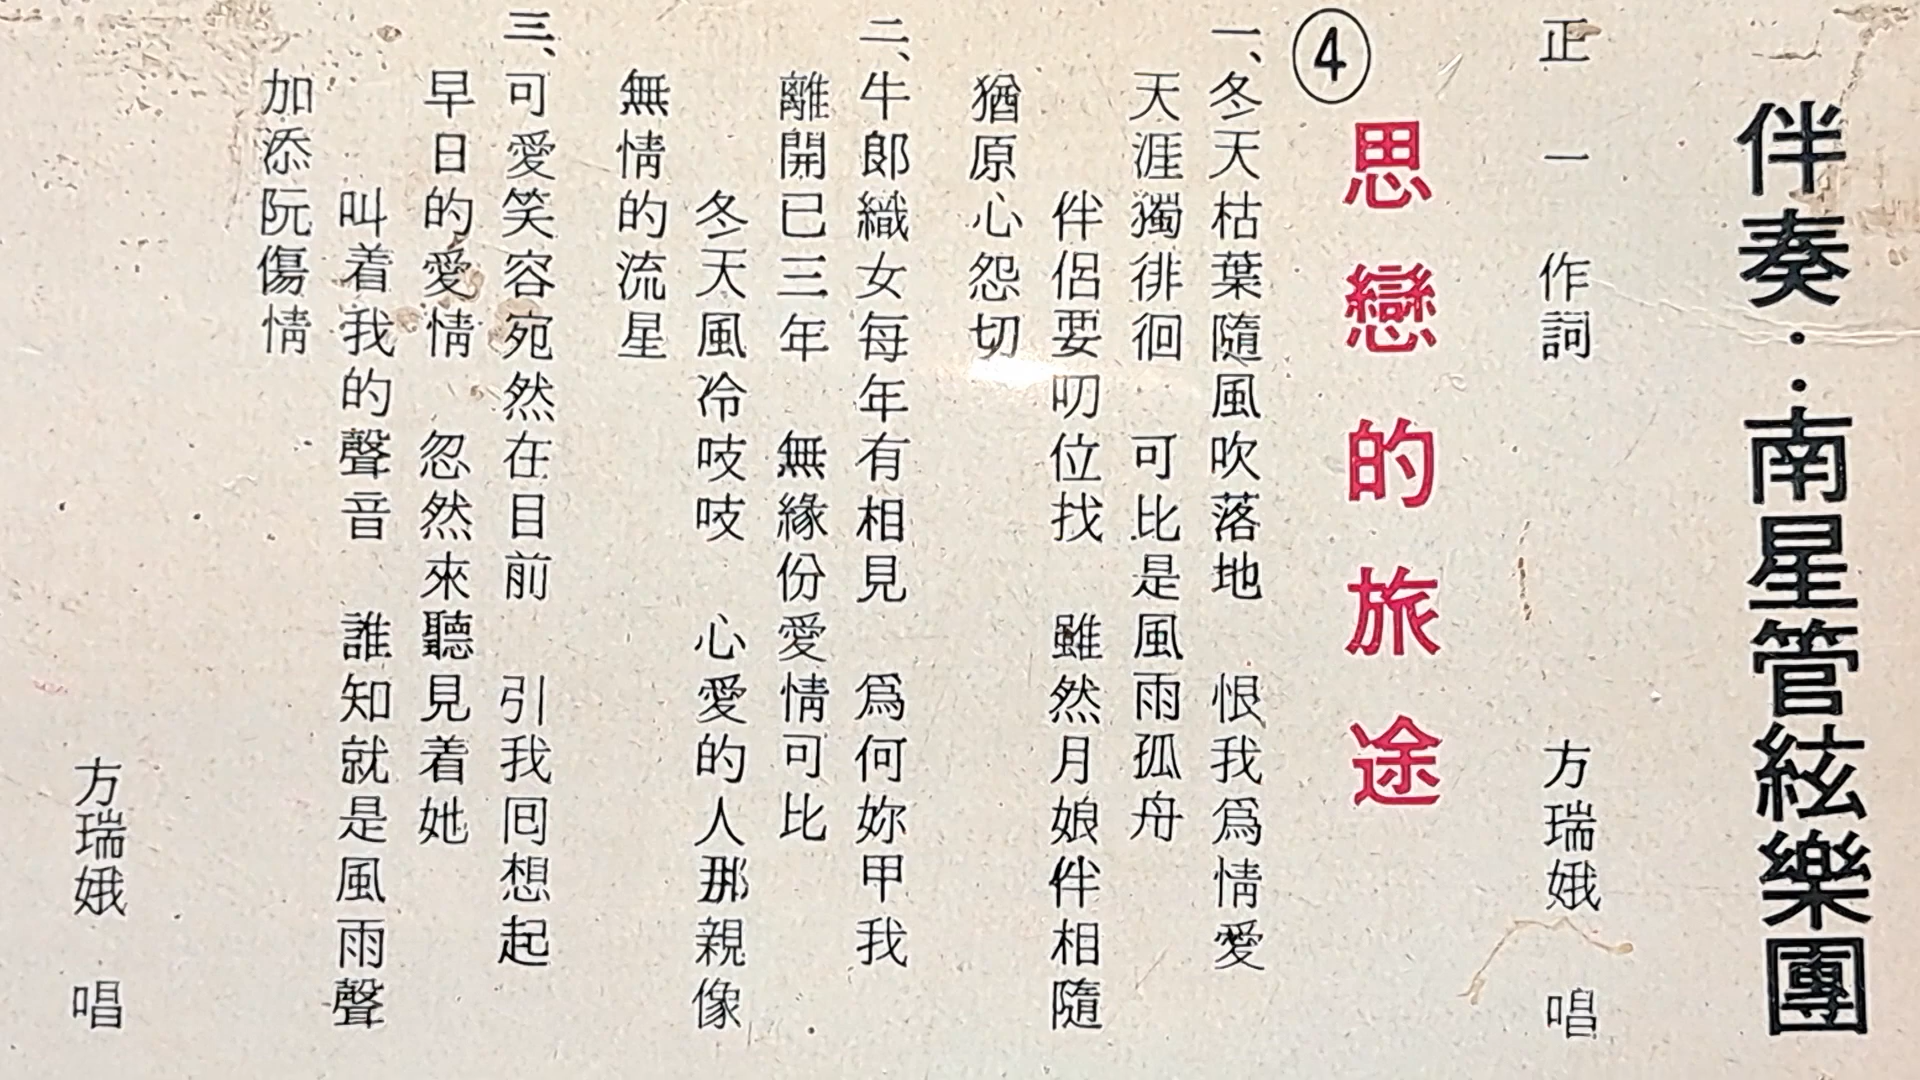 伴奏：南星管絃樂團
正一　作詞　方瑞娥　唱
④ 思戀的旅途
一、冬天枯葉隨風吹落地　恨我爲情愛
天涯獨徘徊　可比是風雨孤舟
伴侶要叨位找　雖然月娘伴相隨
猶原心怨切
二、牛郎織女每年有相見　爲何妳甲我
離開已三年　無緣份愛情可比
冬天風冷吱吱　心愛的人那親像
無情的流星
三、可愛笑容宛然在目前　引我囘想起
早日的愛情　忽然來聽見着她
叫着我的聲音　誰知就是風雨聲
加添阮傷情
方瑞娥　唱